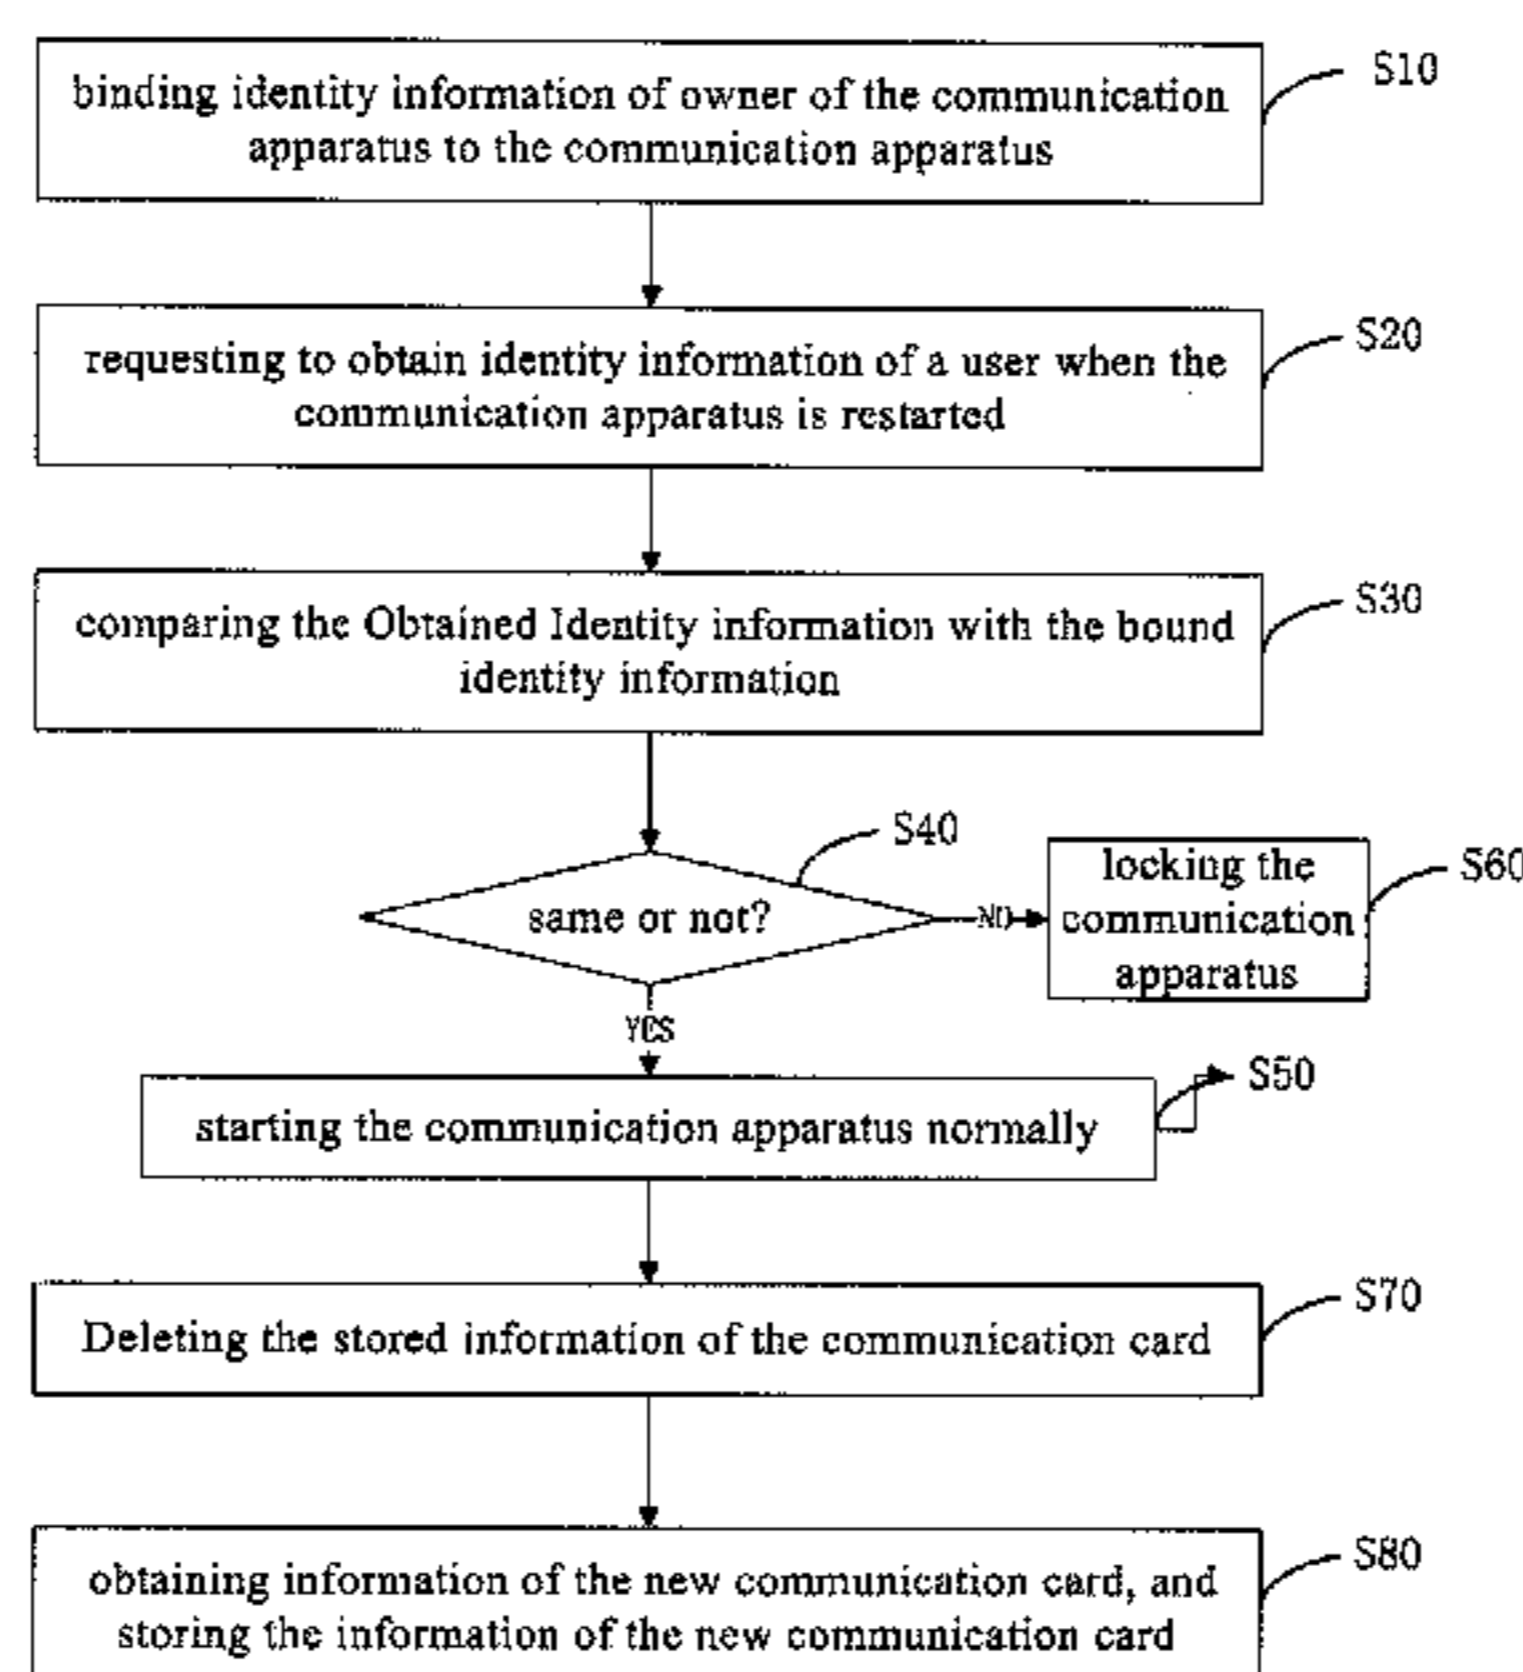 binding identity information of owner of the communication
apparatus to the communication apparatus
S10
requesting to obtain identity information of a user when the
communication apparatus is restarted
S20
comparing the Obtained Identity information with the bound
identity information
S30
same or not?
S40
NO
locking the
communication
apparatus
S60
YES
starting the communication apparatus normally
S50
Deleting the stored information of the communication card
S70
obtaining information of the new communication card, and
storing the information of the new communication card
S80